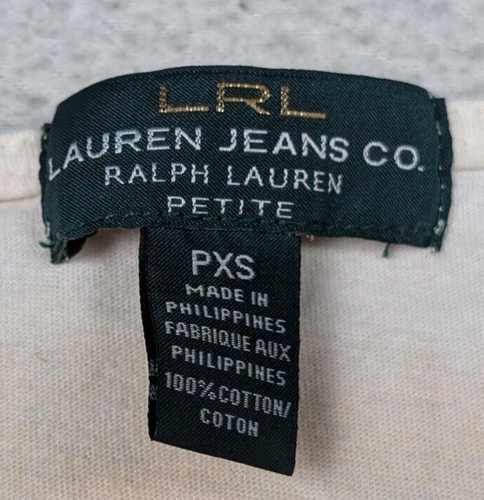 LRL
LAUREN JEANS CO.
RALPH LAUREN
PETITE
PXS
MADE IN
PHILIPPINES
FABRIQUE AUX
PHILIPPINES
100% COTTON/
COTON